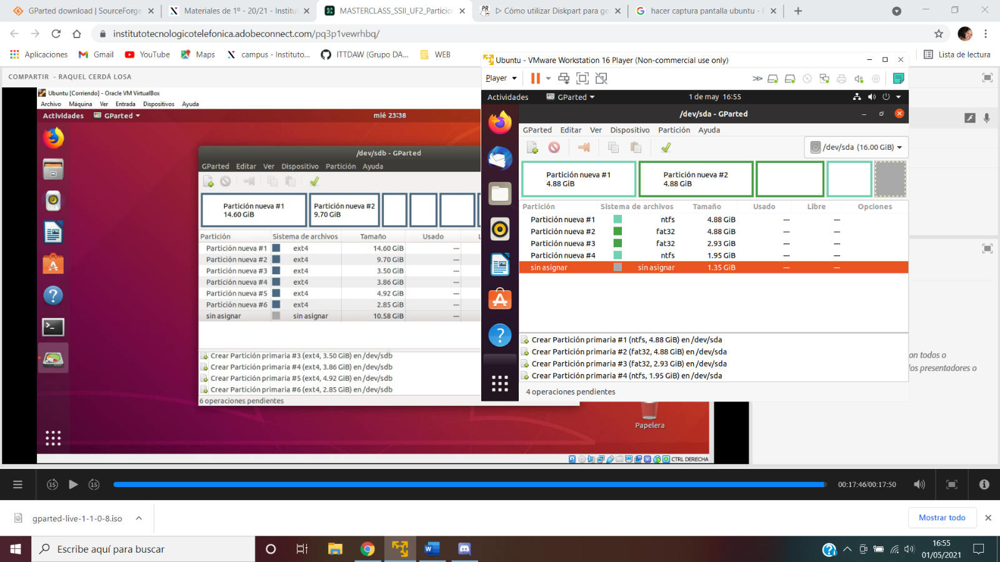 GParted download | SourceForge
Materiales de 1º - 20/21 - Institu
MASTERCLASS_SSII_UF2_Particion
▷ Cómo utilizar Diskpart para ge
hacer captura pantalla ubuntu - B
institutotecnologicotelefonica.adobeconnect.com/pq3p1vewrhbq/
Aplicaciones
Gmail
YouTube
Maps
campus - Instituto...
ITTDAW (Grupo DA...
WEB
Lista de lectura
COMPARTIR - RAQUEL CERDÁ LOSA
Ubuntu [Corriendo] - Oracle VM VirtualBox
Archivo Máquina Ver Entrada Dispositivos Ayuda
Actividades GParted mié 23:38
/dev/sdb - GParted
GParted Editar Ver Dispositivo Partición Ayuda
Partición nueva #1
14.60 GiB
Partición nueva #2
9.70 GiB
Partición Sistema de archivos Tamaño Usado
Partición nueva #1 ext4 14.60 GiB ---
Partición nueva #2 ext4 9.70 GiB ---
Partición nueva #3 ext4 3.50 GiB ---
Partición nueva #4 ext4 3.86 GiB ---
Partición nueva #5 ext4 4.92 GiB ---
Partición nueva #6 ext4 2.85 GiB ---
sin asignar sin asignar 10.58 GiB ---
Crear Partición primaria #3 (ext4, 3.50 GiB) en /dev/sdb
Crear Partición primaria #4 (ext4, 3.86 GiB) en /dev/sdb
Crear Partición primaria #5 (ext4, 4.92 GiB) en /dev/sdb
Crear Partición primaria #6 (ext4, 2.85 GiB) en /dev/sdb
6 operaciones pendientes
Papelera
CTRL DERECHA
Ubuntu - VMware Workstation 16 Player (Non-commercial use only)
Player
Actividades GParted 1 de may 16:55
/dev/sda - GParted
GParted Editar Ver Dispositivo Partición Ayuda
/dev/sda (16.00 GiB)
Partición nueva #1
4.88 GiB
Partición nueva #2
4.88 GiB
Partición Sistema de archivos Tamaño Usado Libre Opciones
Partición nueva #1 ntfs 4.88 GiB --- ---
Partición nueva #2 fat32 4.88 GiB --- ---
Partición nueva #3 fat32 2.93 GiB --- ---
Partición nueva #4 ntfs 1.95 GiB --- ---
sin asignar sin asignar 1.35 GiB --- ---
Crear Partición primaria #1 (ntfs, 4.88 GiB) en /dev/sda
Crear Partición primaria #2 (fat32, 4.88 GiB) en /dev/sda
Crear Partición primaria #3 (fat32, 2.93 GiB) en /dev/sda
Crear Partición primaria #4 (ntfs, 1.95 GiB) en /dev/sda
4 operaciones pendientes
on todos o
los presentadores o
15 15 00:17:46/00:17:50
gparted-live-1-1-0-8.iso
Mostrar todo
Escribe aquí para buscar
16:55
01/05/2021